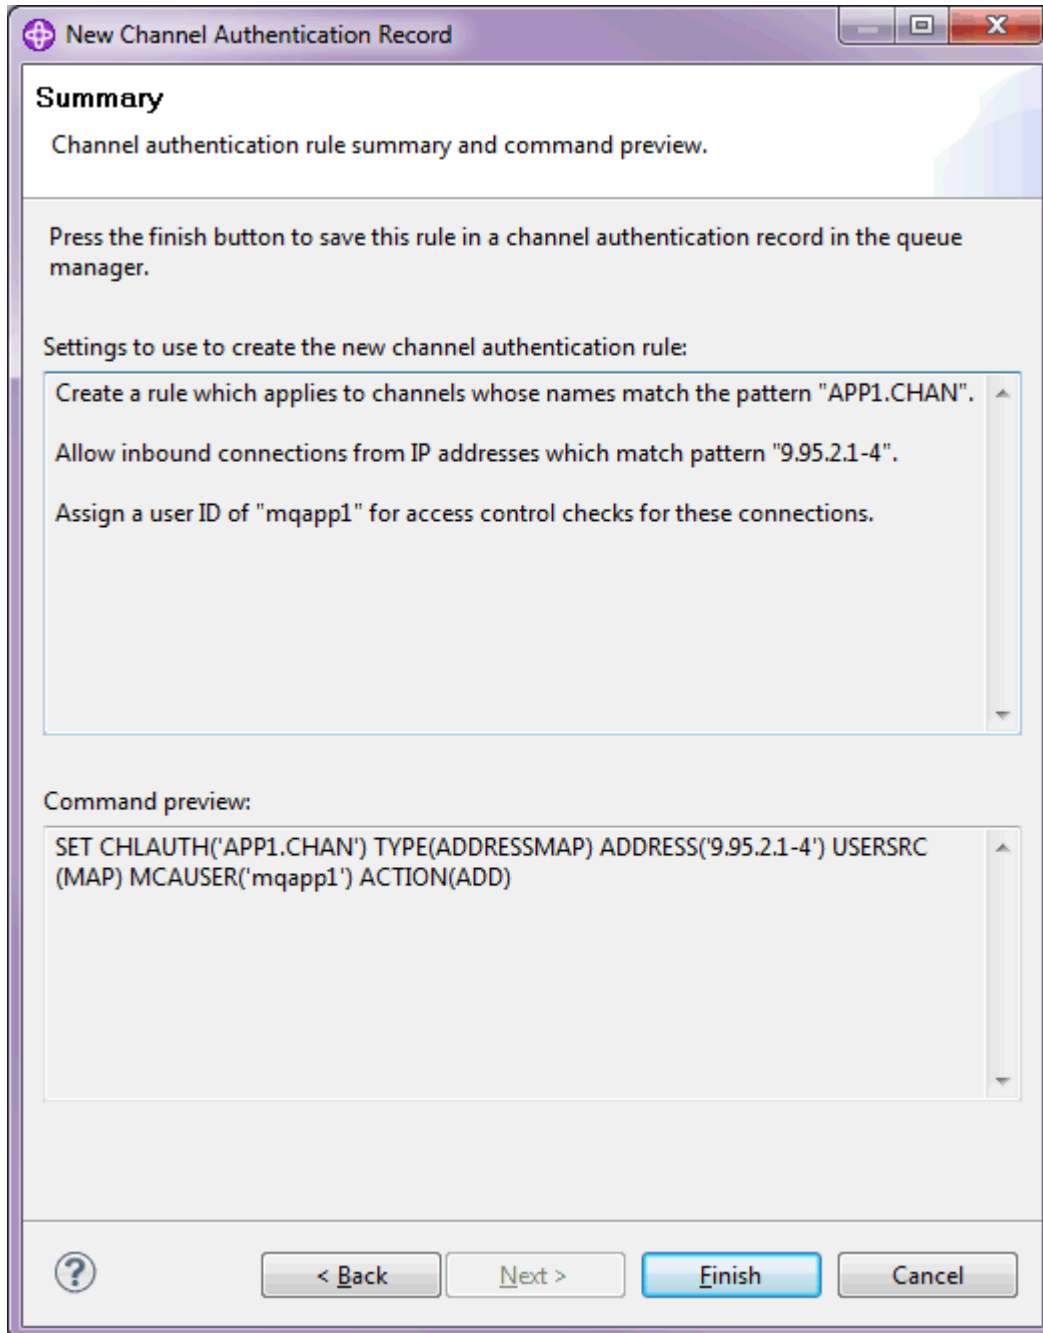 New Channel Authentication Record
Summary
Channel authentication rule summary and command preview.
Press the finish button to save this rule in a channel authentication record in the queue
manager.
Settings to use to create the new channel authentication rule:
Create a rule which applies to channels whose names match the pattern "APP1.CHAN".
Allow inbound connections from IP addresses which match pattern "9.95.2.1-4".
Assign a user ID of "mqapp1" for access control checks for these connections.
Command preview:
SET CHLAUTH('APP1.CHAN') TYPE(ADDRESSMAP) ADDRESS('9.95.2.1-4') USERSRC
(MAP) MCAUSER('mqapp1') ACTION(ADD)
? < Back Next > Finish Cancel